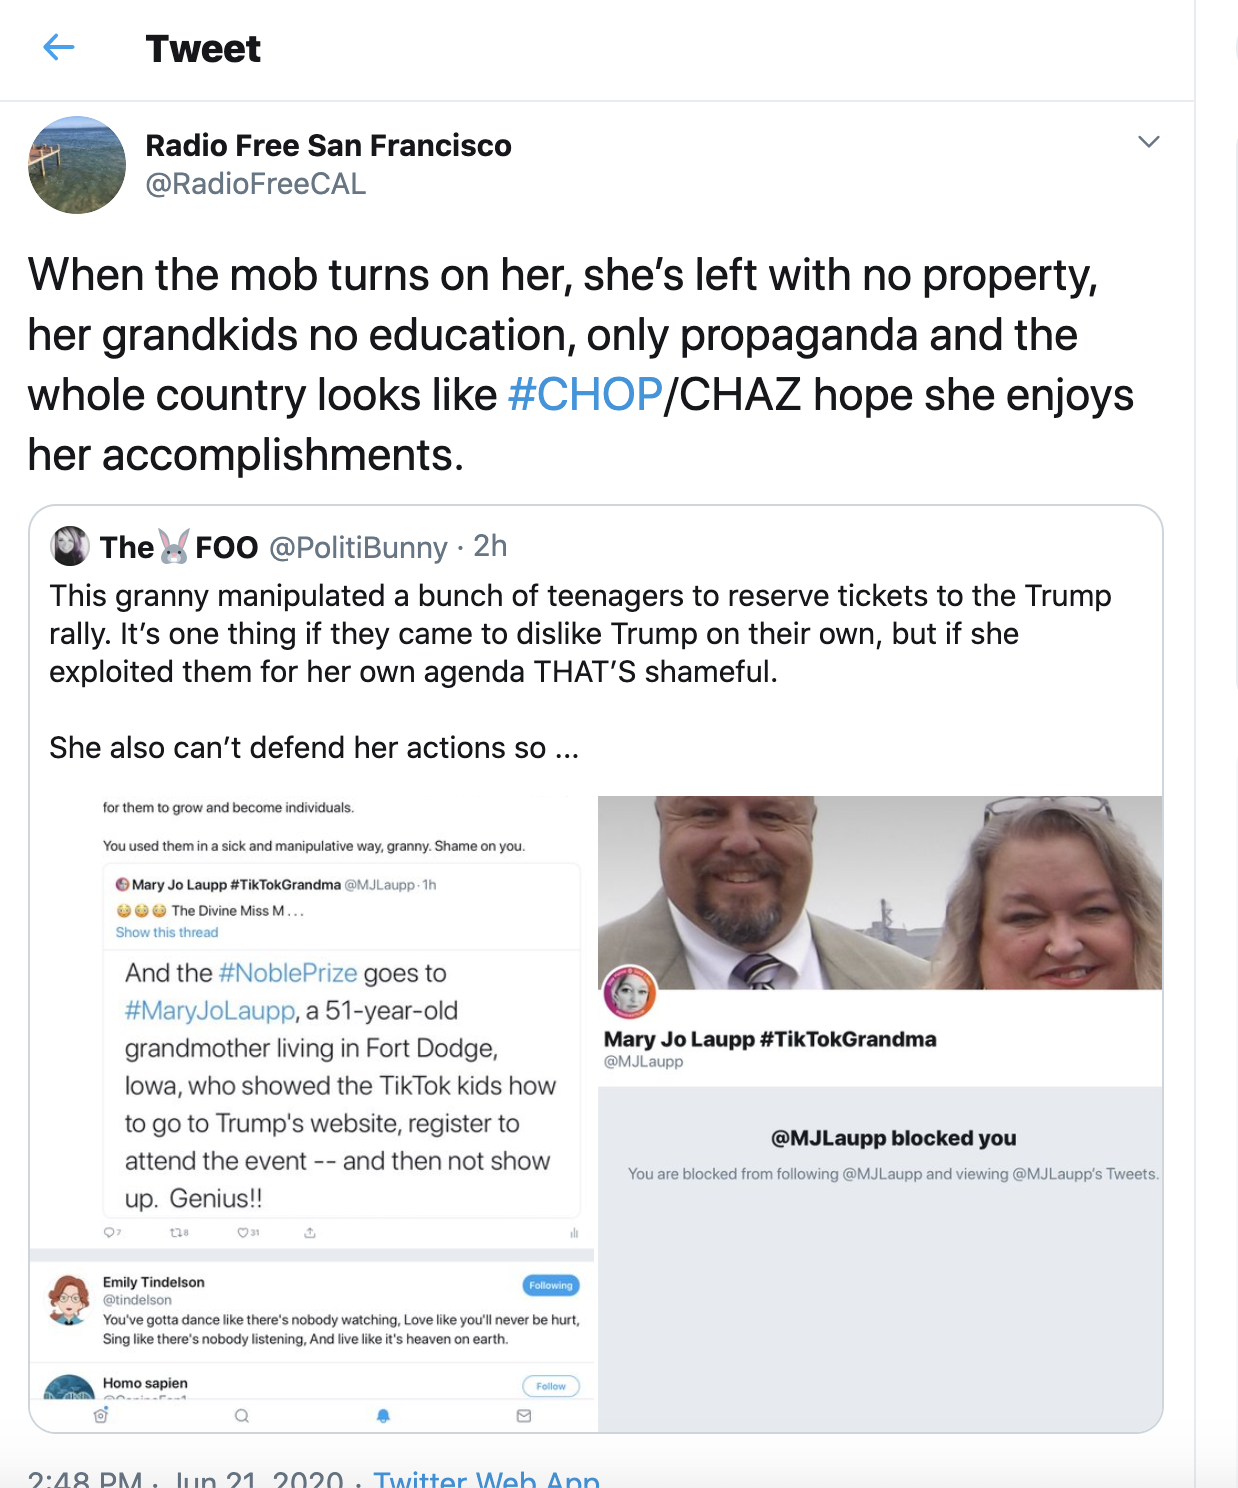 Tweet
Radio Free San Francisco
@RadioFreeCAL
When the mob turns on her, she's left with no property,
her grandkids no education, only propaganda and the
whole country looks like #CHOP/CHAZ hope she enjoys
her accomplishments.
The🐰FOO @PolitiBunny · 2h
This granny manipulated a bunch of teenagers to reserve tickets to the Trump
rally. It's one thing if they came to dislike Trump on their own, but if she
exploited them for her own agenda THAT'S shameful.
She also can't defend her actions so ...
for them to grow and become individuals.
You used them in a sick and manipulative way, granny. Shame on you.
Mary Jo Laupp #TikTokGrandma @MJLaupp · 1h
😳😳😳 The Divine Miss M . . .
Show this thread
And the #NoblePrize goes to
#MaryJoLaupp, a 51-year-old
grandmother living in Fort Dodge,
Iowa, who showed the TikTok kids how
to go to Trump's website, register to
attend the event -- and then not show
up. Genius!!
7 8 31
Emily Tindelson
Following
@tindelson
You've gotta dance like there's nobody watching, Love like you'll never be hurt,
Sing like there's nobody listening, And live like it's heaven on earth.
Homo sapien
Follow
Mary Jo Laupp #TikTokGrandma
@MJLaupp
@MJLaupp blocked you
You are blocked from following @MJLaupp and viewing @MJLaupp's Tweets.
2:48 PM · Jun 21, 2020 · Twitter Web App